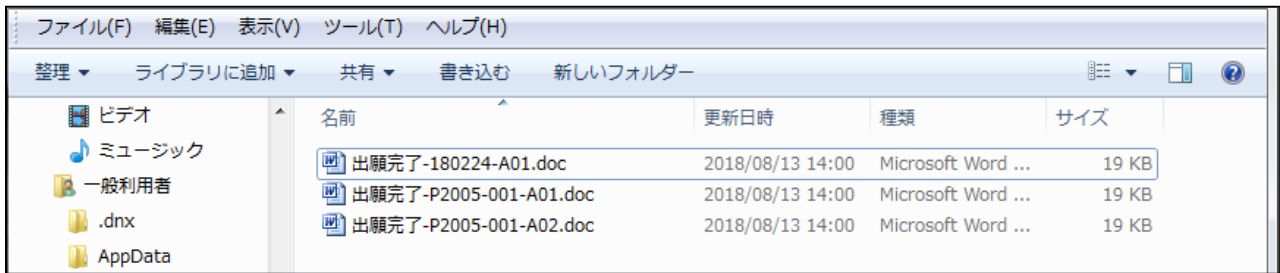 ファイル(F) 編集(E) 表示(V) ツール(T) ヘルプ(H)
整理 ライブラリに追加 共有 書き込む 新しいフォルダー
ビデオ
ミュージック
一般利用者
.dnx
AppData
名前 更新日時 種類 サイズ
出願完了-180224-A01.doc 2018/08/13 14:00 Microsoft Word ... 19 KB
出願完了-P2005-001-A01.doc 2018/08/13 14:00 Microsoft Word ... 19 KB
出願完了-P2005-001-A02.doc 2018/08/13 14:00 Microsoft Word ... 19 KB